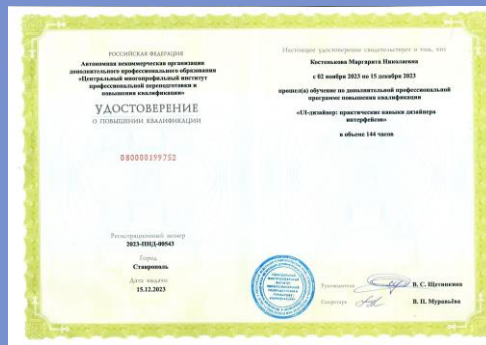 РОССИЙСКАЯ ФЕДЕРАЦИЯ
Автономная некоммерческая организация
дополнительного профессионального образования
«Центральный многопрофильный институт
профессиональной переподготовки и
повышения квалификации»
УДОСТОВЕРЕНИЕ
О ПОВЫШЕНИИ КВАЛИФИКАЦИИ
080000199752
Регистрационный номер
2023-ППД-00543
Город
Ставрополь
Дата выдачи
15.12.2023
Настоящее удостоверение свидетельствует о том, что
Костенькова Маргарита Николаевна
с 02 ноября 2023 по 15 декабря 2023
прошел(а) обучение по дополнительной профессиональной
программе повышения квалификации
«UI-дизайнер: практические навыки дизайнера
интерфейсов»
в объеме 144 часов
Руководитель В. С. Щетинкина
Секретарь В. П. Муравьёва